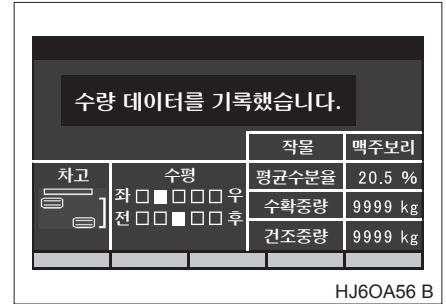 수량 데이터를 기록했습니다.
작물 맥주보리
차고 수평 평균수분율 20.5 %
좌 □■□□□ 우 수확중량 9999 kg
전 □□□■□□ 후 건조중량 9999 kg
HJ6OA56 B